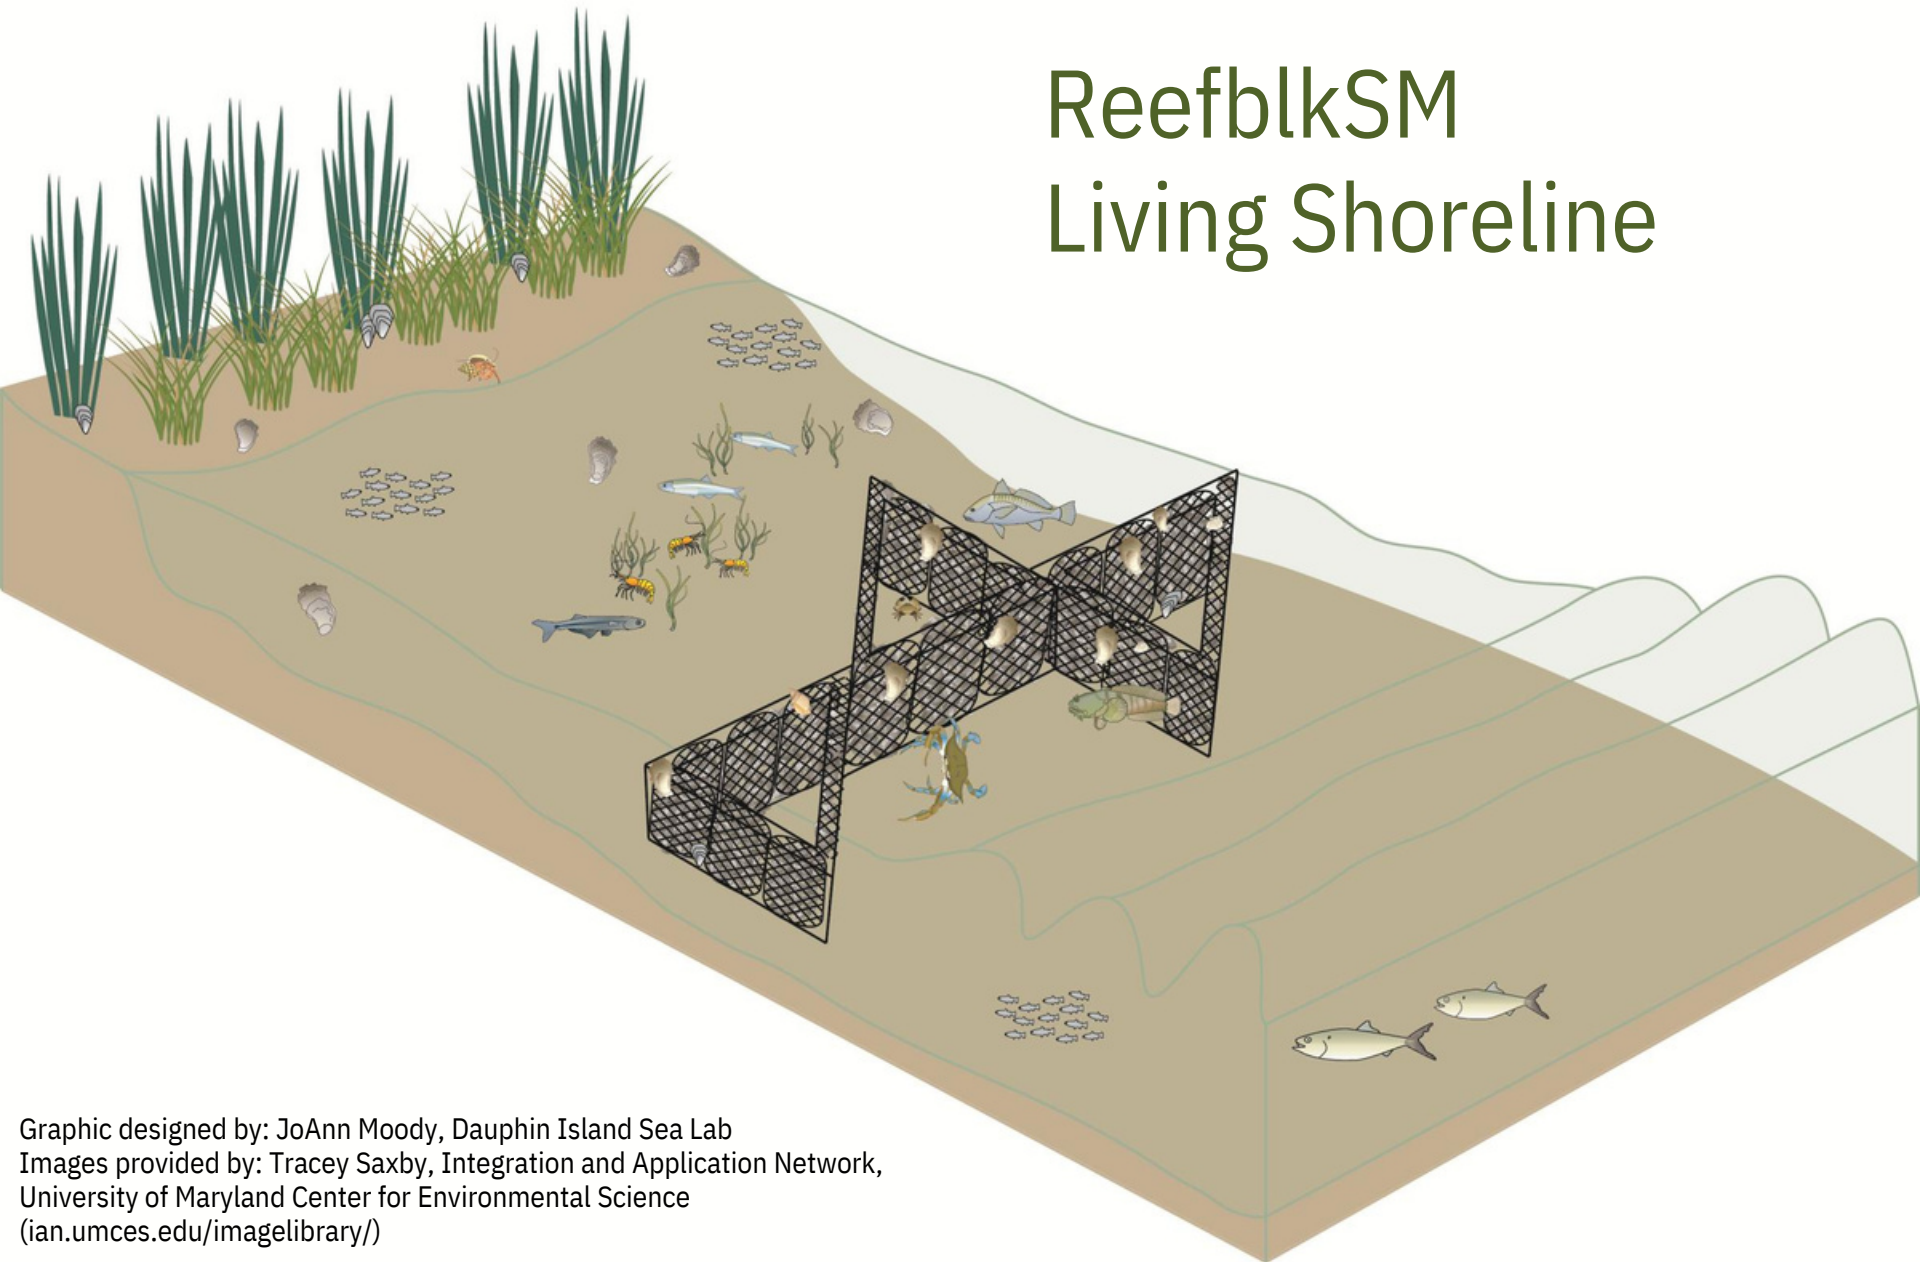 ReefblkSM
Living Shoreline
Graphic designed by: JoAnn Moody, Dauphin Island Sea Lab
Images provided by: Tracey Saxby, Integration and Application Network,
University of Maryland Center for Environmental Science
(ian.umces.edu/imagelibrary/)